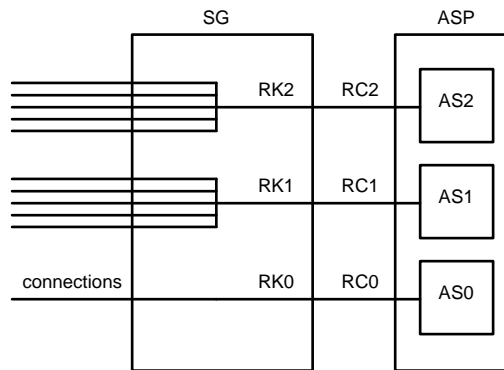 SG ASP
RK2 RC2 AS2
RK1 RC1 AS1
connections RK0 RC0 AS0